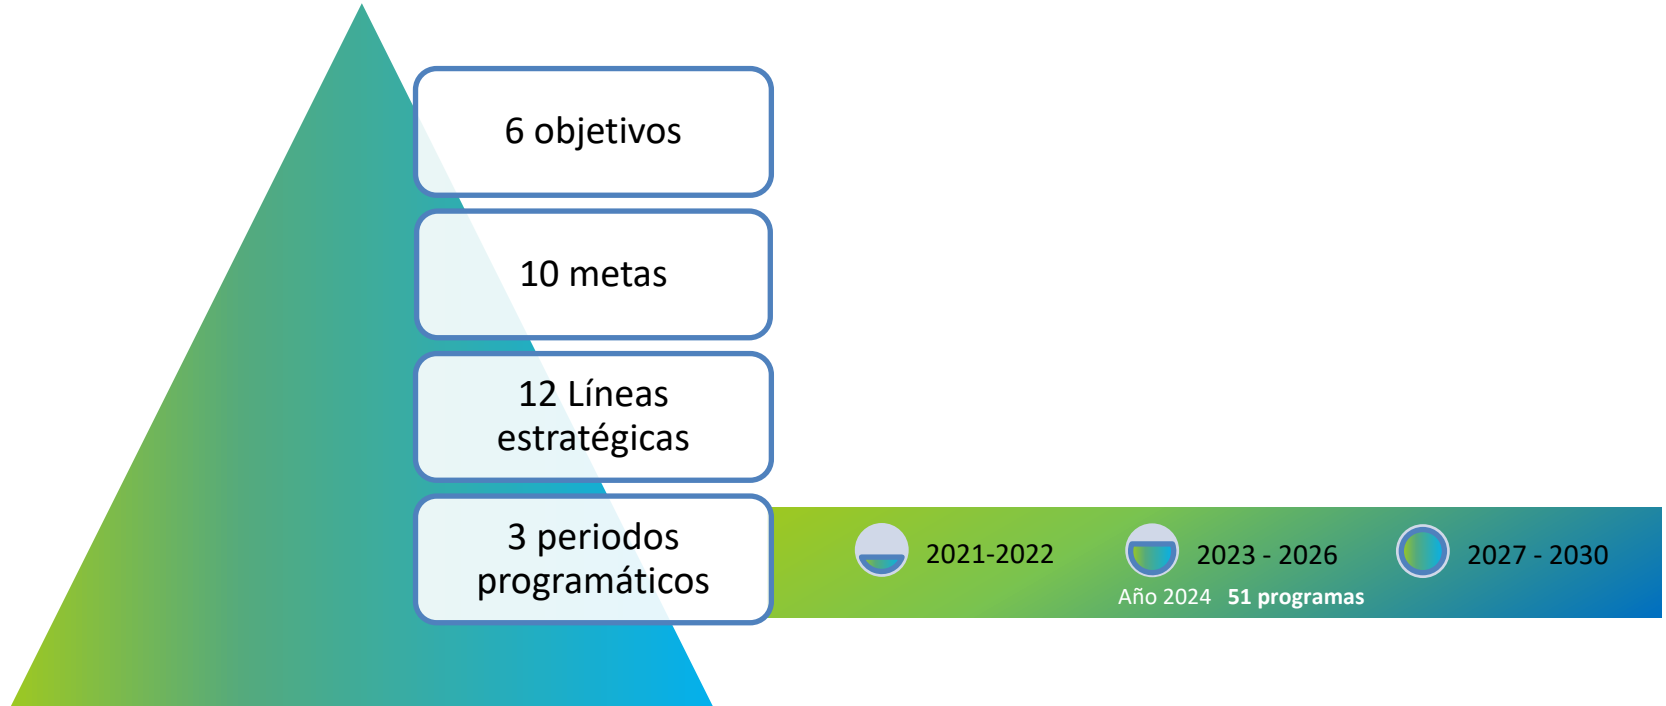 6 objetivos
10 metas
12 Líneas
estratégicas
3 periodos
programáticos
2021-2022
2023 - 2026
2027 - 2030
Año 2024 51 programas